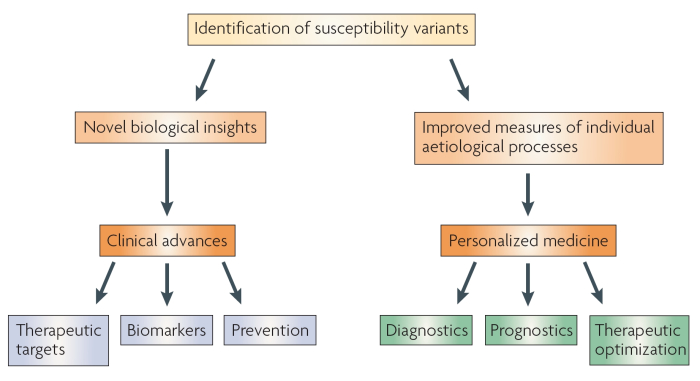 Identification of susceptibility variants
Novel biological insights
Improved measures of individual
aetiological processes
Clinical advances
Personalized medicine
Therapeutic
targets
Biomarkers
Prevention
Diagnostics
Prognostics
Therapeutic
optimization